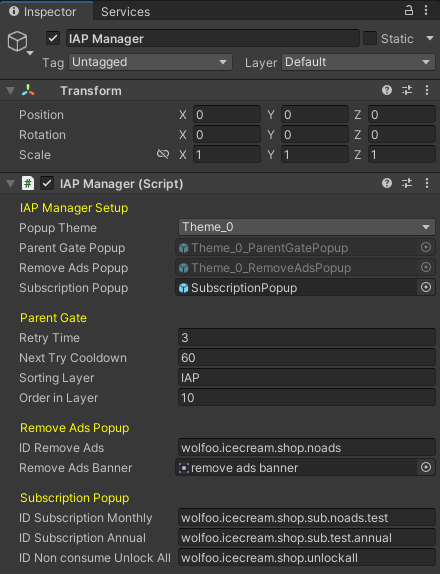 Inspector Services
IAP Manager Static
Tag Untagged Layer Default
Transform
Position X 0 Y 0 Z 0
Rotation X 0 Y 0 Z 0
Scale X 1 Y 1 Z 1
# IAP Manager (Script)
IAP Manager Setup
Popup Theme Theme_0
Parent Gate Popup Theme_0_ParentGatePopup
Remove Ads Popup Theme_0_RemoveAdsPopup
Subscription Popup SubscriptionPopup
Parent Gate
Retry Time 3
Next Try Cooldown 60
Sorting Layer IAP
Order in Layer 10
Remove Ads Popup
ID Remove Ads wolfoo.icecream.shop.noads
Remove Ads Banner remove ads banner
Subscription Popup
ID Subscription Monthly wolfoo.icecream.shop.sub.noads.test
ID Subscription Annual wolfoo.icecream.shop.sub.test.annual
ID Non consume Unlock All wolfoo.icecream.shop.unlockall